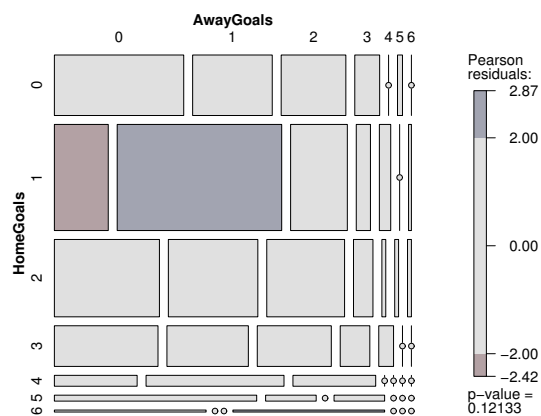 AwayGoals
0 1 2 3 4 5 6
HomeGoals
0
1
2
3
4
5
6
Pearson
residuals:
2.87
2.00
0.00
−2.00
−2.42
p−value =
0.12133